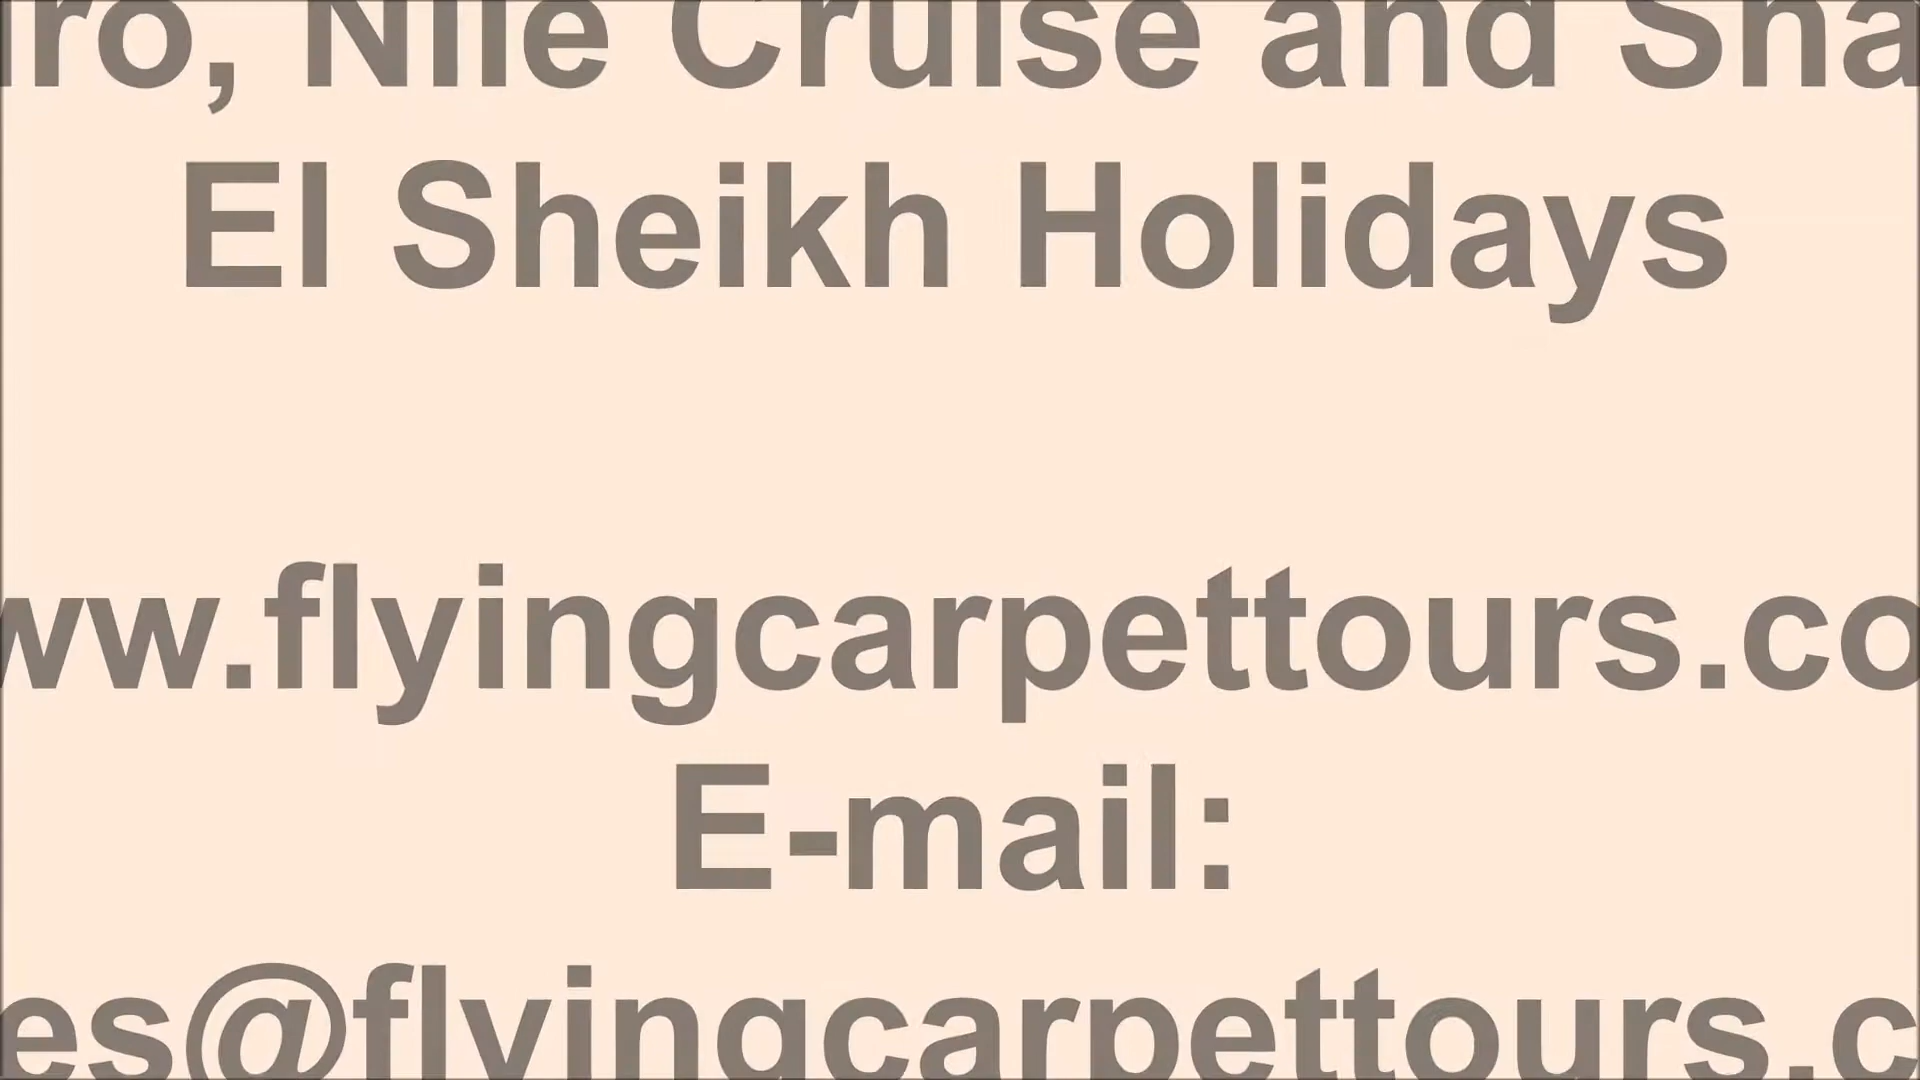 iro, Nile Cruise and Sha
El Sheikh Holidays
ww.flyingcarpettours.co
E-mail:
es@flyingcarpettours.c